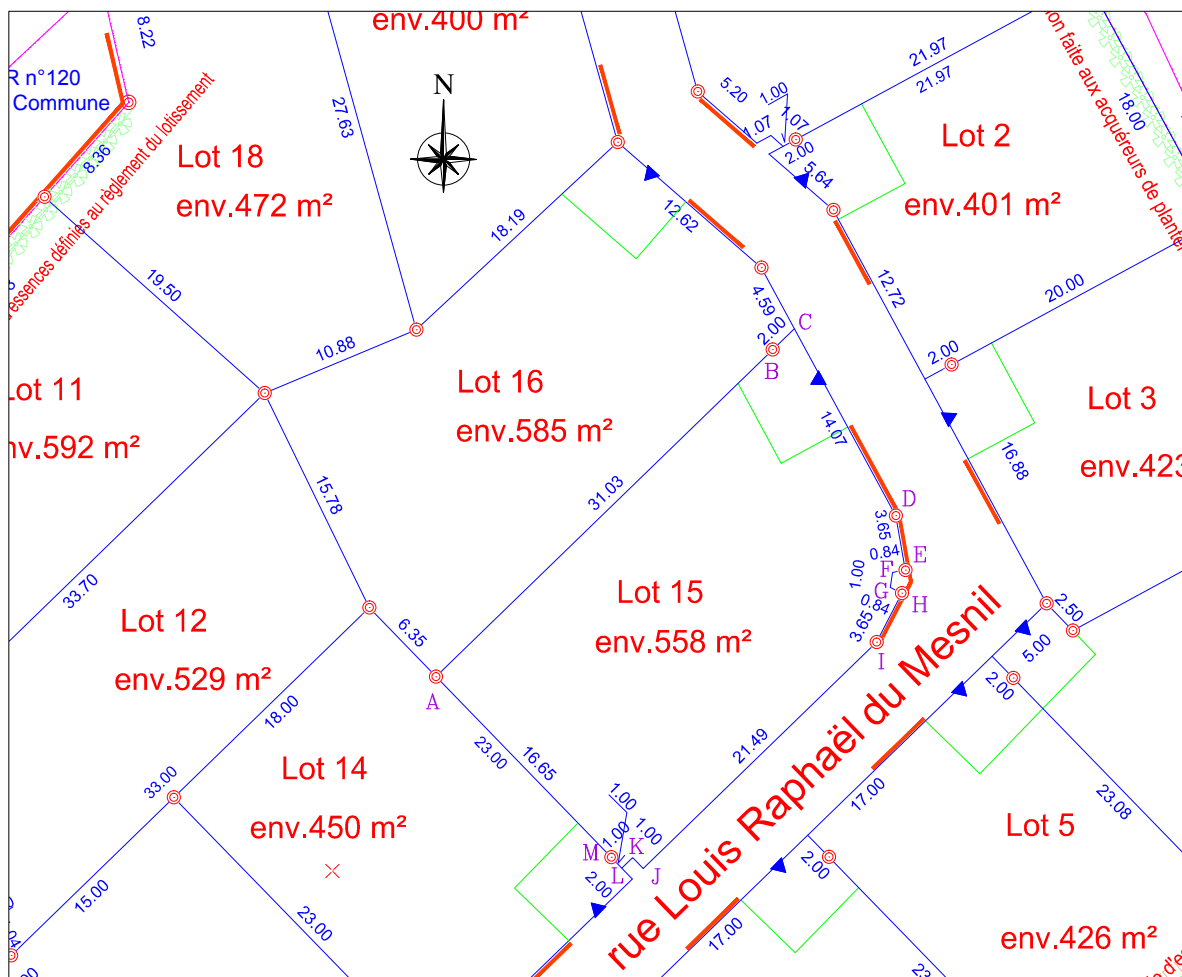 env.400 m²
8.22
R n°120
Commune
8.36
essences définies au règlement du lotissement
27.63
N
Lot 18
env.472 m²
5.20
1.00
1.07
1.07
2.00
5.64
21.97
21.97
Lot 2
env.401 m²
18.00
ion faite aux acquéreurs de planter
18.19
12.62
19.50
10.88
4.59
2.00
C
B
12.72
2.00
20.00
Lot 11
env.592 m²
Lot 16
env.585 m²
Lot 3
env.423
14.07
16.88
15.78
31.03
D
3.65
0.84
E
F
1.00
G
0.84
H
3.65
I
33.70
Lot 12
env.529 m²
6.35
Lot 15
env.558 m²
A
2.50
5.00
2.00
18.00
23.00
16.65
21.49
rue Louis Raphaël du Mesnil
33.00
Lot 14
env.450 m²
1.00
1.00
1.00
M
K
L
J
2.00
17.00
23.08
Lot 5
2.00
15.00
23.00
17.00
env.426 m²